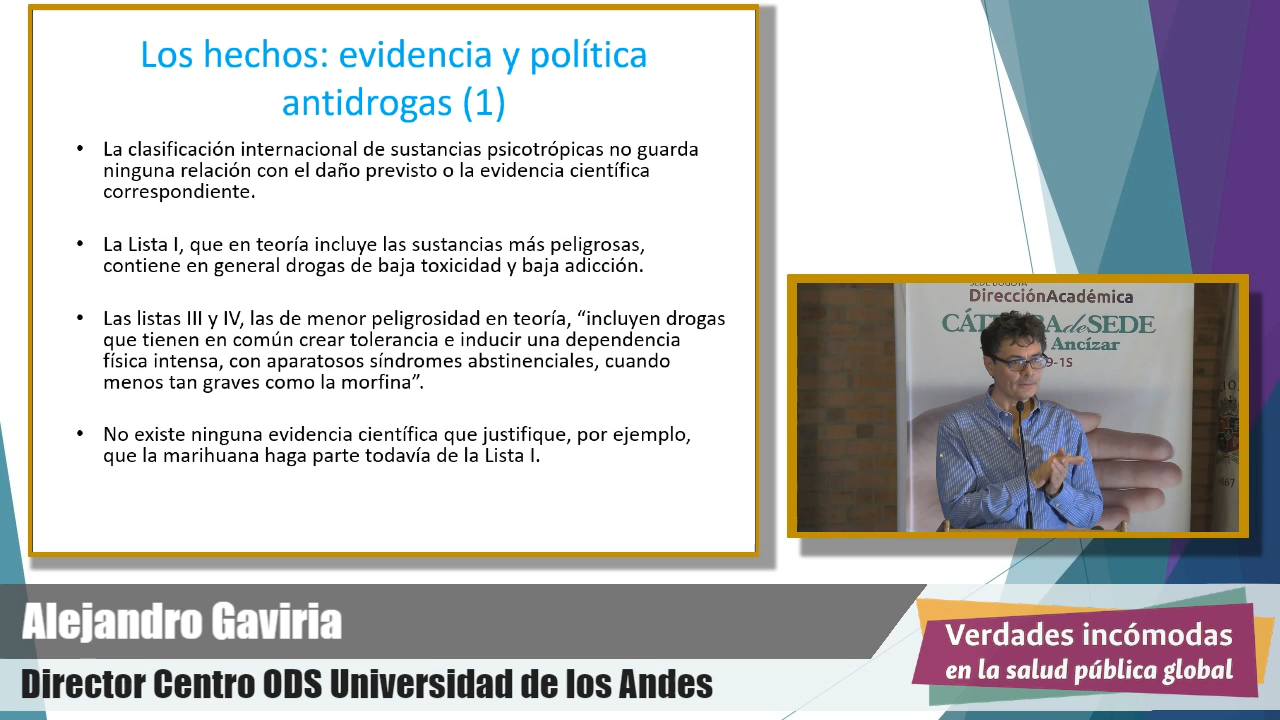 Los hechos: evidencia y política
antidrogas (1)
• La clasificación internacional de sustancias psicotrópicas no guarda
ninguna relación con el daño previsto o la evidencia científica
correspondiente.
• La Lista I, que en teoría incluye las sustancias más peligrosas,
contiene en general drogas de baja toxicidad y baja adicción.
• Las listas III y IV, las de menor peligrosidad en teoría, “incluyen drogas
que tienen en común crear tolerancia e inducir una dependencia
física intensa, con aparatosos síndromes abstinenciales, cuando
menos tan graves como la morfina”.
• No existe ninguna evidencia científica que justifique, por ejemplo,
que la marihuana haga parte todavía de la Lista I.
DirecciónAcadémica
deSEDE
Ancízar
9-1S
Alejandro Gaviria
Director Centro ODS Universidad de los Andes
Verdades incómodas
en la salud pública global